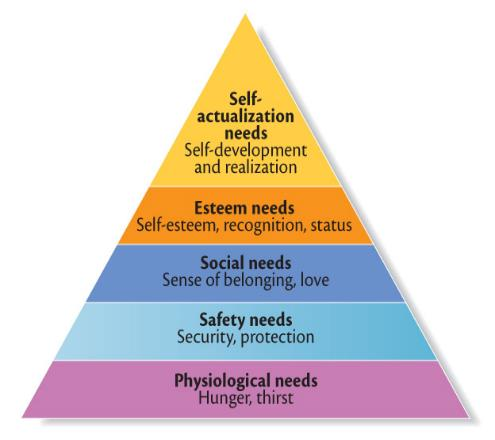 Self-
actualization
needs
Self-development
and realization
Esteem needs
Self-esteem, recognition, status
Social needs
Sense of belonging, love
Safety needs
Security, protection
Physiological needs
Hunger, thirst